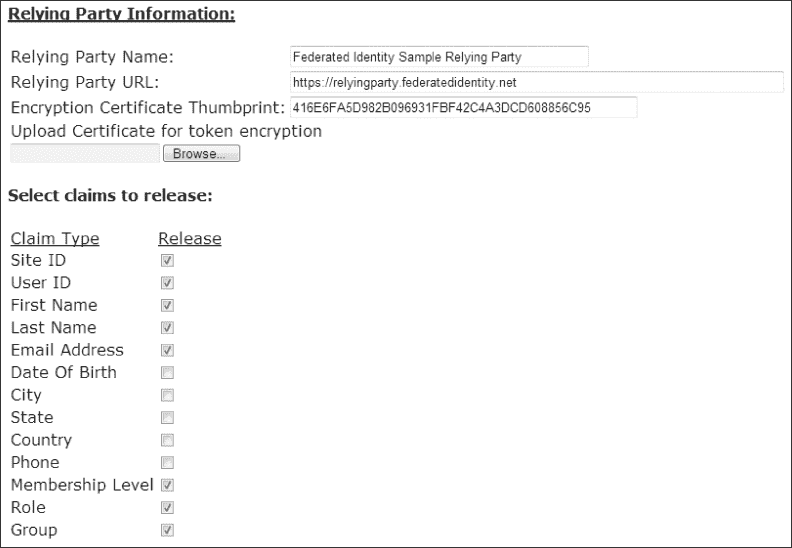 Relying Party Information:
Relying Party Name: Federated Identity Sample Relying Party
Relying Party URL: https://relyingparty.federatedidentity.net
Encryption Certificate Thumbprint: 416E6FA5D982B096931FBF42C4A3DCD608856C95
Upload Certificate for token encryption
Browse...
Select claims to release:
Claim Type Release
Site ID
User ID
First Name
Last Name
Email Address
Date Of Birth
City
State
Country
Phone
Membership Level
Role
Group